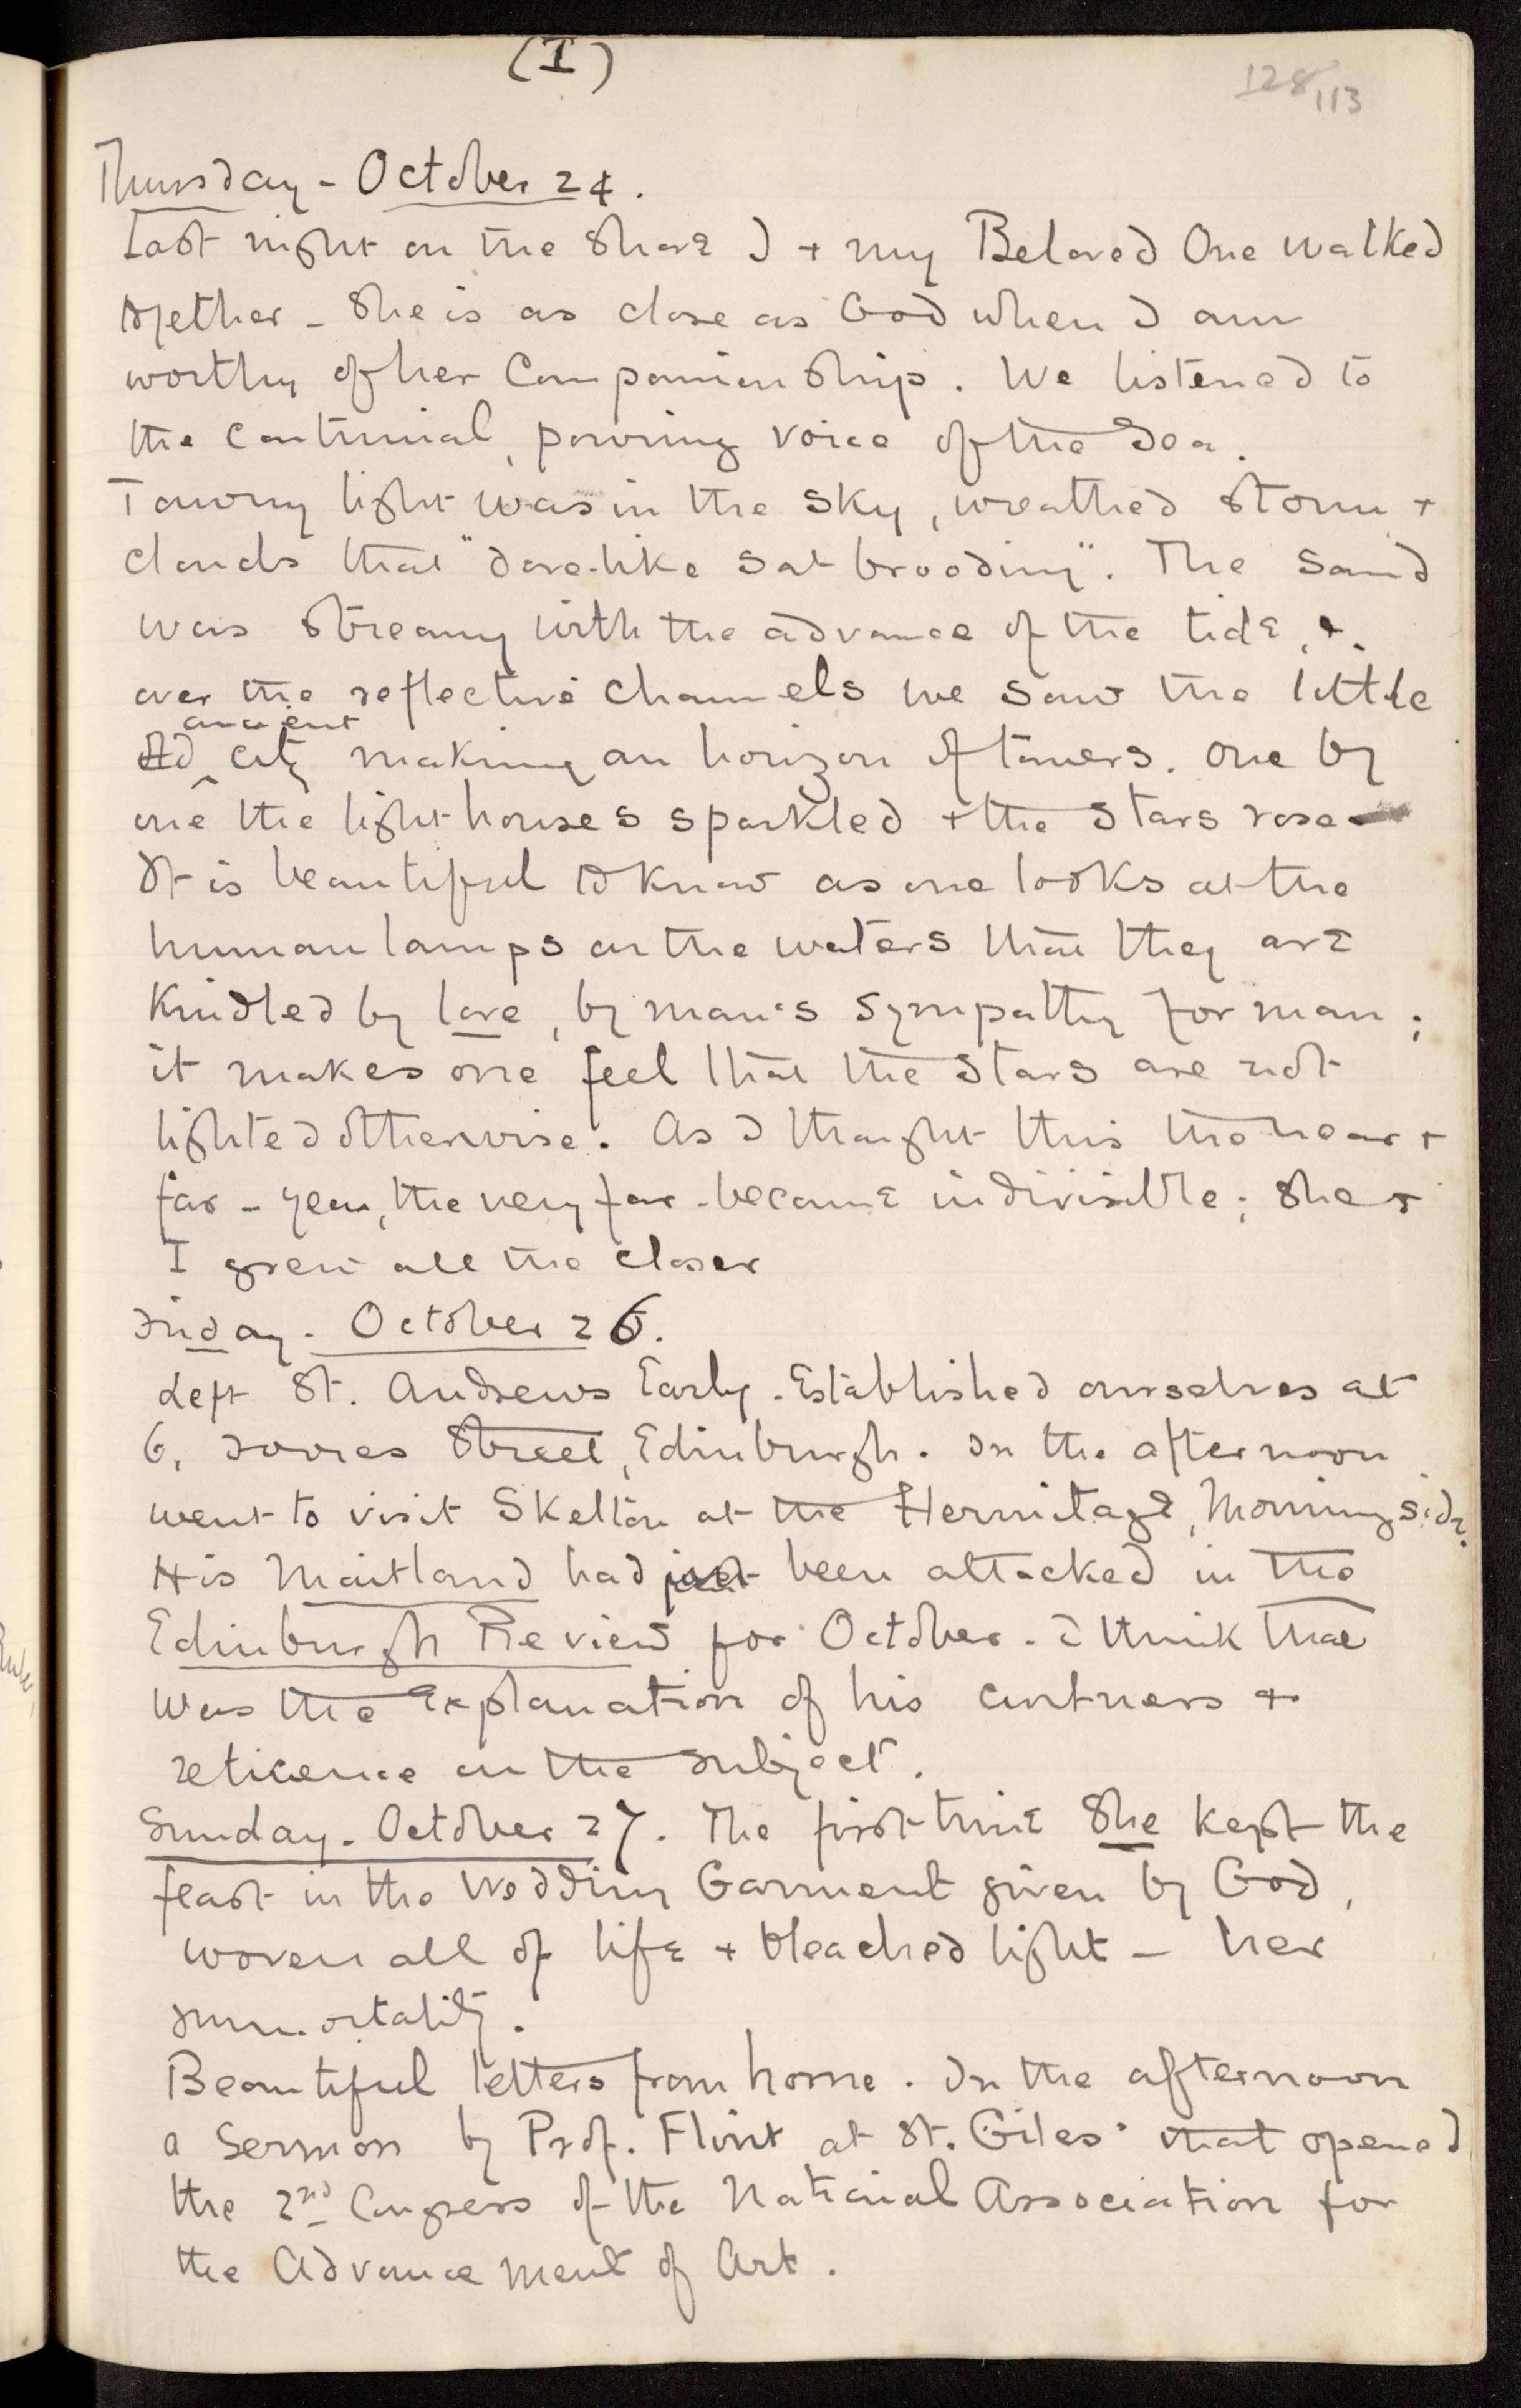 (I)
128/113
Thursday - October 24.
Last night on the shore I + my Beloved One walked
together - She is as close as God when I am
worthy of her Companionship. We listened to
the continual, pouring voice of the Sea.
Tawny light was in the sky, wreathed storm +
clouds that "dove-like sat brooding". The sand
was streamy with the advance of the tide, +
over the reflective channels we saw the little
old ancient city making an horizon of towers. One by
one the light-houses sparkled + the stars rose -
It is beautiful to know as one looks at the
human lamps on the waters that they are
kindled by love, by man's sympathy for man;
it makes one feel that the stars are not
lighted otherwise. As I thought this the near +
far - yea, the very far - became indivisible; she +
I grew all the closer
Friday - October 26.
Left St. Andrews Early. Established ourselves at
6, Forres Street, Edinburgh. In the afternoon
went to visit Skelton at the Hermitage, Morningside.
His Maitland had just been attacked in the
Edinburgh Review for October. I think that
was the explanation of his curtness +
reticence on the subject.
Sunday - October 27. The first time She kept the
feast in the Wedding Garment given by God,
woven all of life + bleached light - her
Immortality.
Beautiful letters from home. In the afternoon
a Sermon by Prof. Flint at St. Giles' that opened
the 2nd Congress of the National Association for
the Advancement of Art.